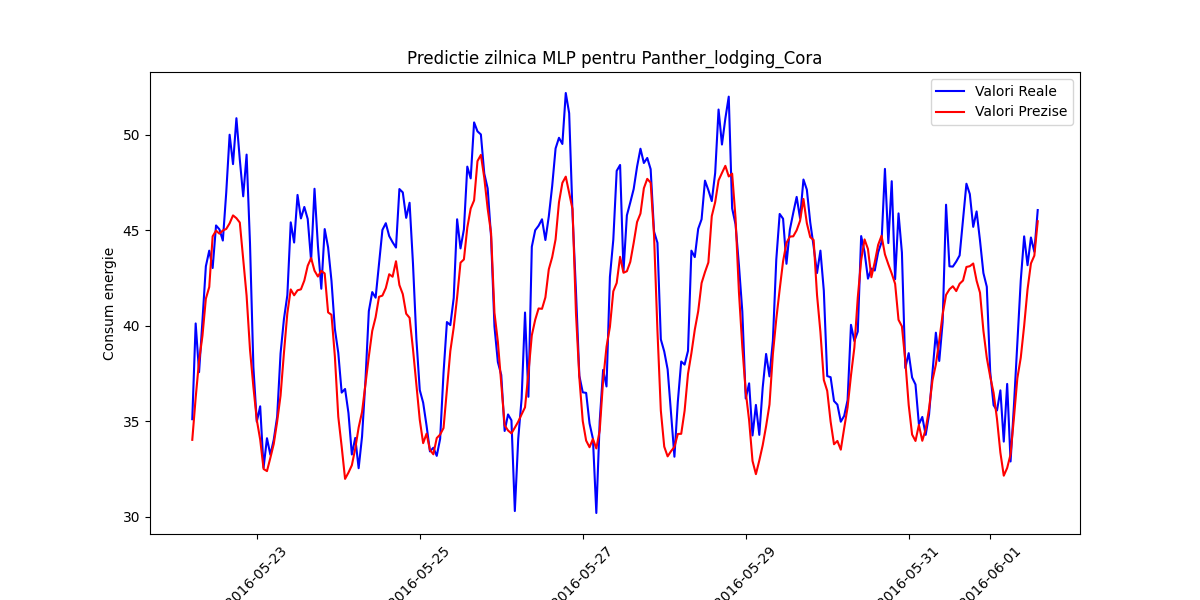 Predictie zilnica MLP pentru Panther_lodging_Cora
Valori Reale
Valori Prezise
Consum energie
50
45
40
35
30
2016-05-23
2016-05-25
2016-05-27
2016-05-29
2016-05-31
2016-06-01